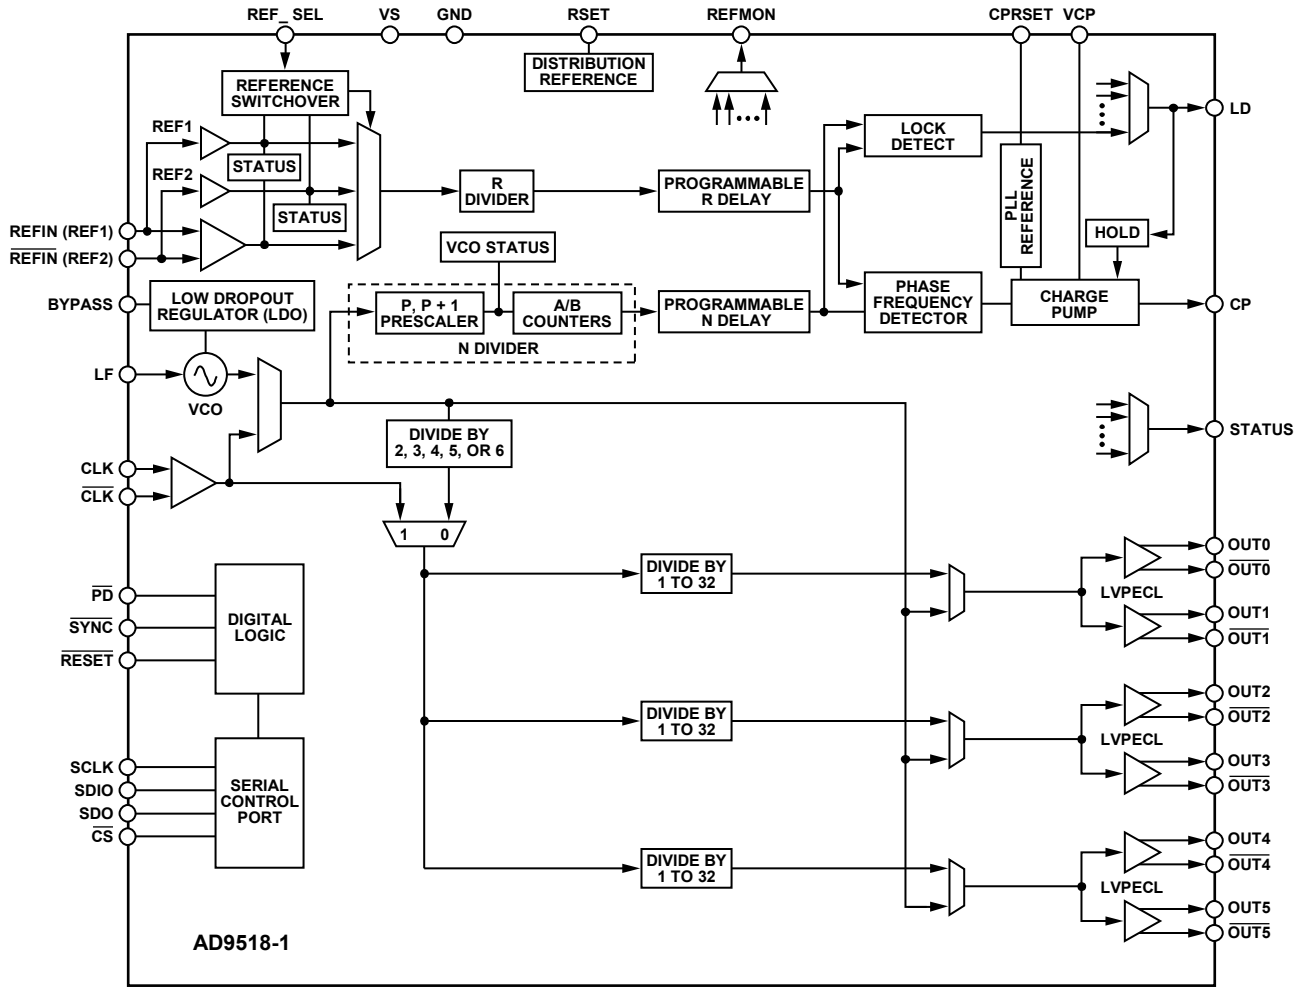 REF_ SEL
VS
GND
RSET
REFMON
CPRSET
VCP
DISTRIBUTION
REFERENCE
REFERENCE
SWITCHOVER
REF1
STATUS
REF2
STATUS
R
DIVIDER
PROGRAMMABLE
R DELAY
LOCK
DETECT
LD
PLL
REFERENCE
HOLD
REFIN (REF1)
REFIN (REF2)
VCO STATUS
BYPASS
LOW DROPOUT
REGULATOR (LDO)
P, P + 1
PRESCALER
A/B
COUNTERS
N DIVIDER
PROGRAMMABLE
N DELAY
PHASE
FREQUENCY
DETECTOR
CHARGE
PUMP
CP
LF
VCO
STATUS
DIVIDE BY
2, 3, 4, 5, OR 6
CLK
CLK
1 0
DIVIDE BY
1 TO 32
LVPECL
OUT0
OUT0
OUT1
OUT1
PD
SYNC
RESET
DIGITAL
LOGIC
DIVIDE BY
1 TO 32
LVPECL
OUT2
OUT2
OUT3
OUT3
SCLK
SDIO
SDO
CS
SERIAL
CONTROL
PORT
DIVIDE BY
1 TO 32
LVPECL
OUT4
OUT4
OUT5
OUT5
AD9518-1